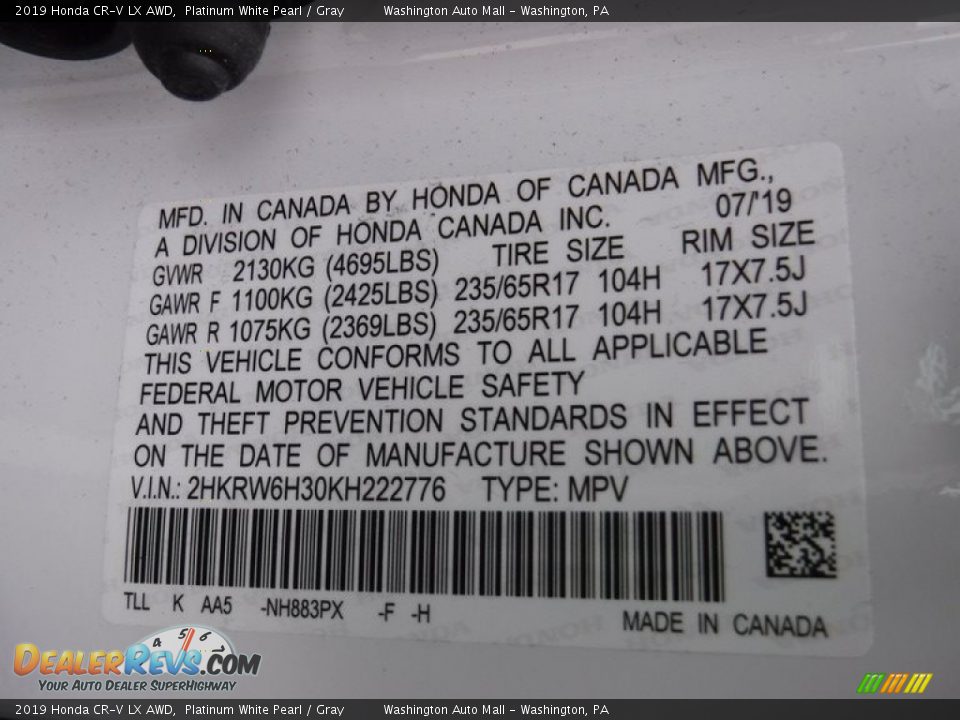 2019 Honda CR-V LX AWD, Platinum White Pearl / Gray Washington Auto Mall - Washington, PA
MFD. IN CANADA BY HONDA OF CANADA MFG.,
A DIVISION OF HONDA CANADA INC. 07/'19
GVWR 2130KG (4695LBS) TIRE SIZE RIM SIZE
GAWR F 1100KG (2425LBS) 235/65R17 104H 17X7.5J
GAWR R 1075KG (2369LBS) 235/65R17 104H 17X7.5J
THIS VEHICLE CONFORMS TO ALL APPLICABLE
FEDERAL MOTOR VEHICLE SAFETY
AND THEFT PREVENTION STANDARDS IN EFFECT
ON THE DATE OF MANUFACTURE SHOWN ABOVE.
V.I.N.: 2HKRW6H30KH222776 TYPE: MPV
TLL K AA5 -NH883PX -F -H
MADE IN CANADA
4 5 6
DEALERREVS.COM
YOUR AUTO DEALER SUPERHIGHWAY
2019 Honda CR-V LX AWD, Platinum White Pearl / Gray Washington Auto Mall - Washington, PA